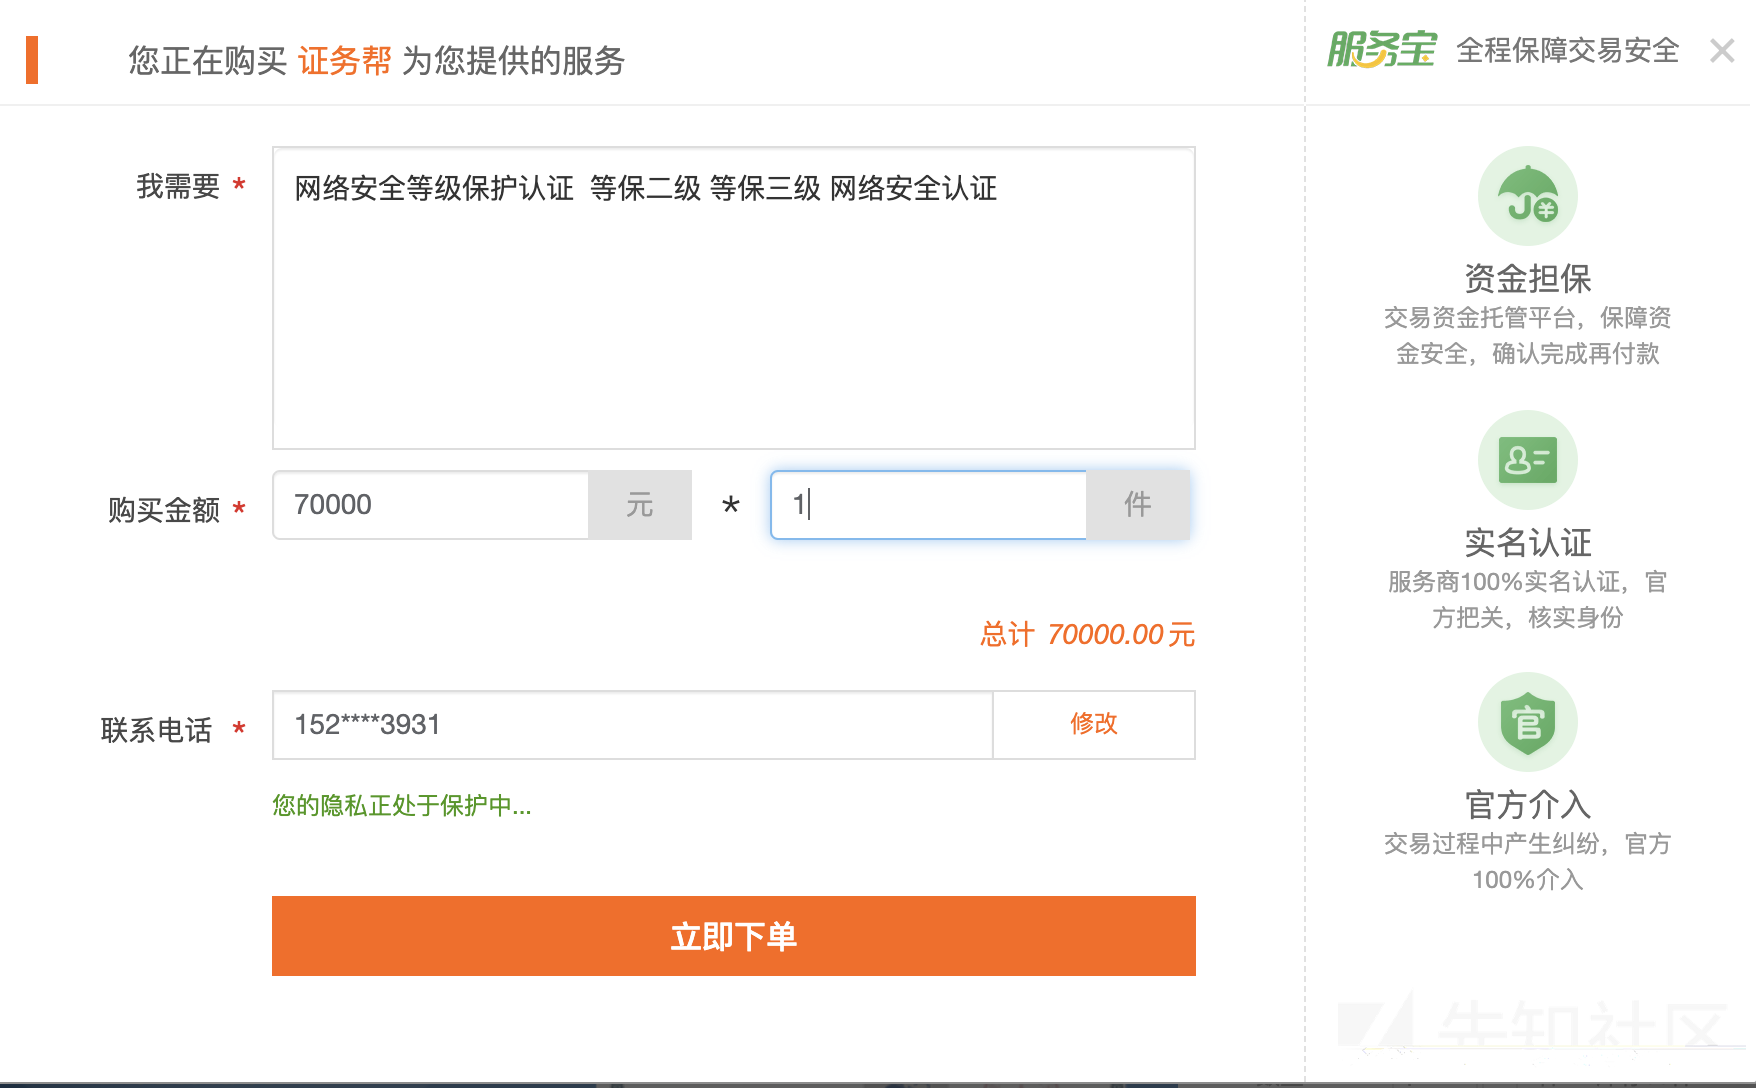 您正在购买 证务帮 为您提供的服务
服务宝 全程保障交易安全
我需要 *
网络安全等级保护认证  等保二级 等保三级 网络安全认证
购买金额 * 70000 元 * 1 件
总计 70000.00元
联系电话 * 152****3931 修改
您的隐私正处于保护中...
立即下单
资金担保
交易资金托管平台，保障资
金安全，确认完成再付款
实名认证
服务商100%实名认证，官
方把关，核实身份
官
官方介入
交易过程中产生纠纷，官方
100%介入
先知社区